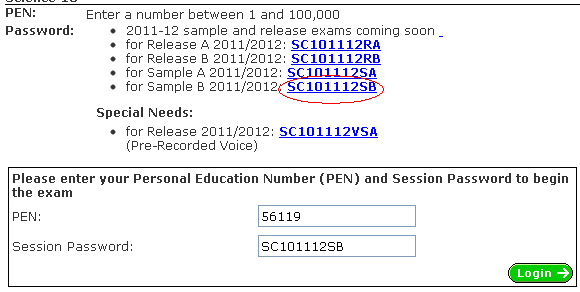 Science 10
PEN: Enter a number between 1 and 100,000
Password: • 2011-12 sample and release exams coming soon
• for Release A 2011/2012: SC101112RA
• for Release B 2011/2012: SC101112RB
• for Sample A 2011/2012: SC101112SA
• for Sample B 2011/2012: SC101112SB
Special Needs:
• for Release 2011/2012: SC101112VSA
(Pre-Recorded Voice)
Please enter your Personal Education Number (PEN) and Session Password to begin
the exam
PEN: 56119
Session Password: SC101112SB
Login →